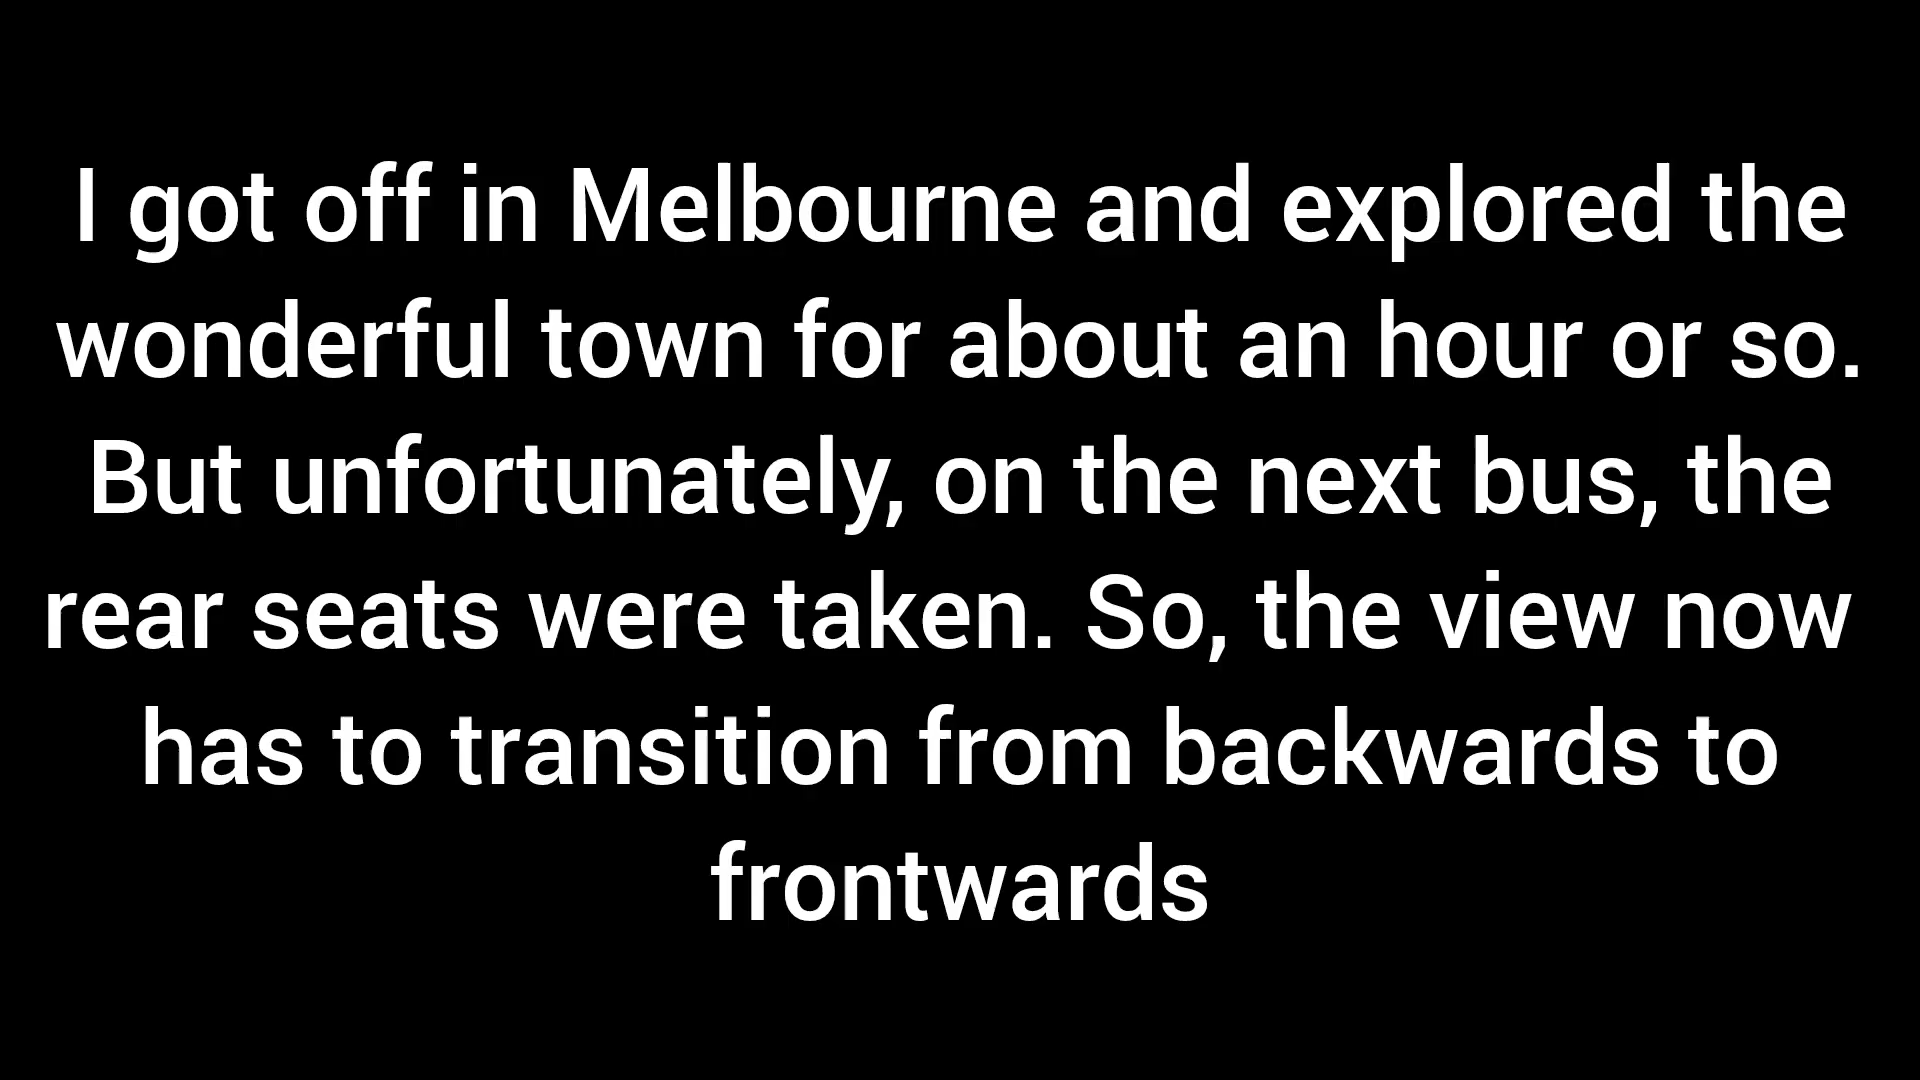 I got off in Melbourne and explored the
wonderful town for about an hour or so.
But unfortunately, on the next bus, the
rear seats were taken. So, the view now
has to transition from backwards to
frontwards